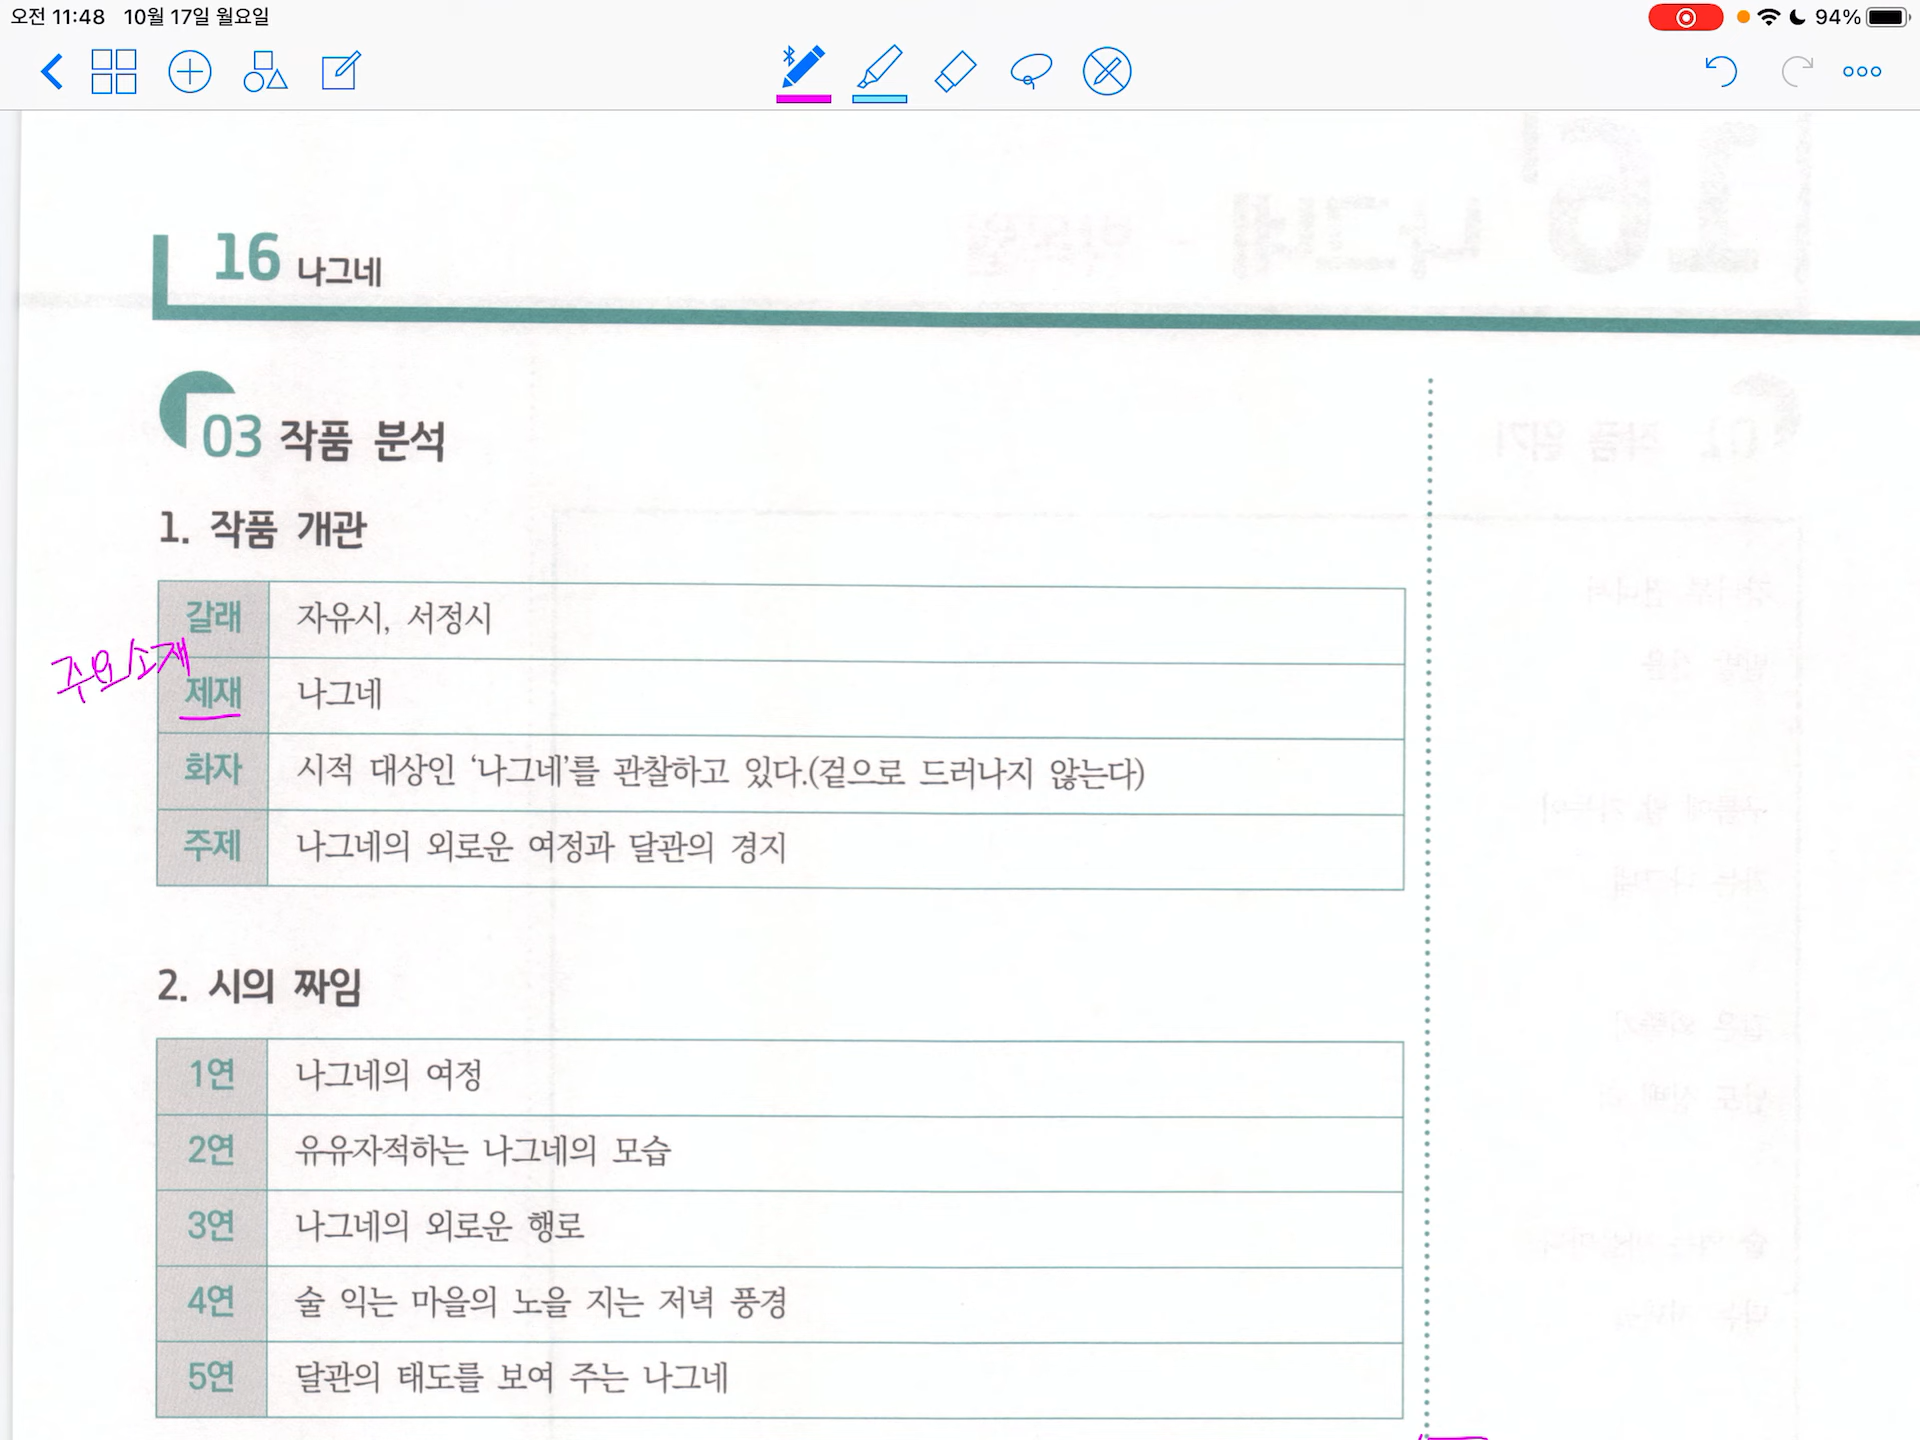 오전 11:48 10월 17일 월요일
94%
16 나그네
03 작품 분석
1. 작품 개관
갈래 자유시, 서정시
주요소재
제재 나그네
화자 시적 대상인 ‘나그네’를 관찰하고 있다.(겉으로 드러나지 않는다)
주제 나그네의 외로운 여정과 달관의 경지
2. 시의 짜임
1연 나그네의 여정
2연 유유자적하는 나그네의 모습
3연 나그네의 외로운 행로
4연 술 익는 마을의 노을 지는 저녁 풍경
5연 달관의 태도를 보여 주는 나그네